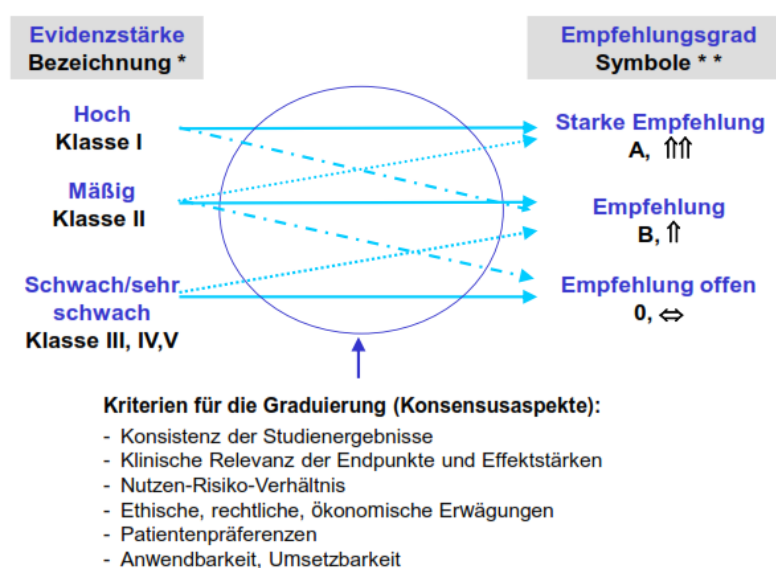 Evidenzstärke
Bezeichnung *
Empfehlungsgrad
Symbole * *
Hoch
Klasse I
Starke Empfehlung
A, ⇑⇑
Mäßig
Klasse II
Empfehlung
B, ⇑
Schwach/sehr
schwach
Klasse III, IV,V
Empfehlung offen
0, ⇔
Kriterien für die Graduierung (Konsensusaspekte):
- Konsistenz der Studienergebnisse
- Klinische Relevanz der Endpunkte und Effektstärken
- Nutzen-Risiko-Verhältnis
- Ethische, rechtliche, ökonomische Erwägungen
- Patientenpräferenzen
- Anwendbarkeit, Umsetzbarkeit